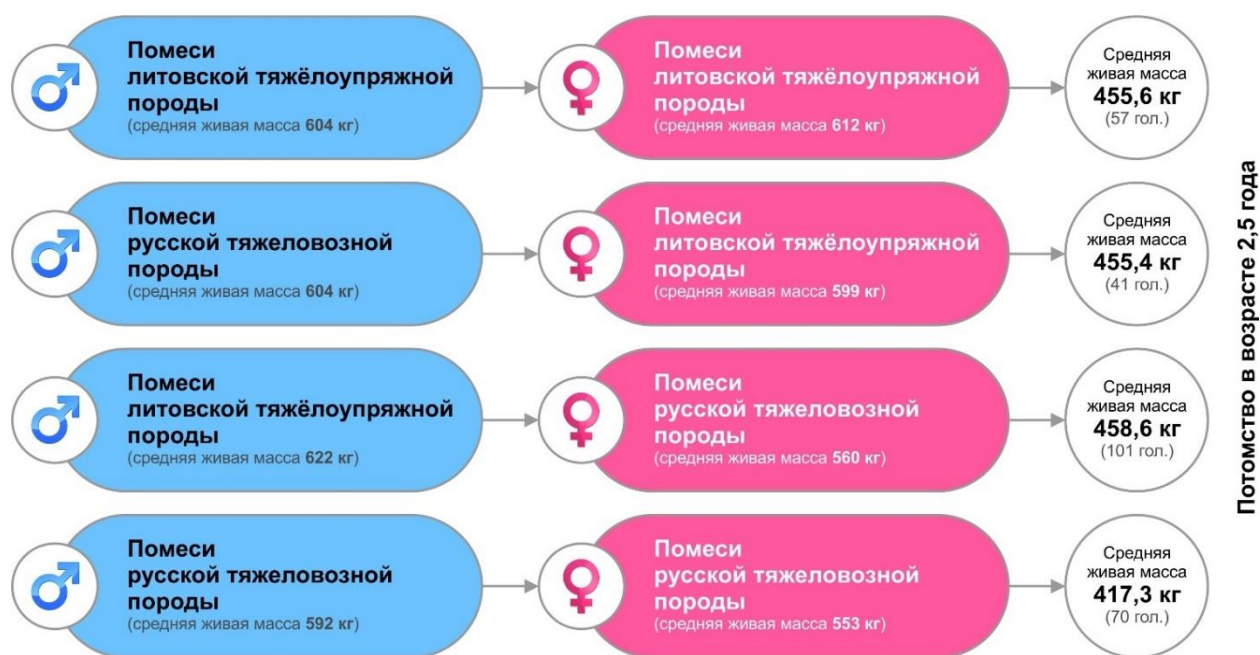 Помеси
литовской тяжёлоупряжной
породы
(средняя живая масса 604 кг)
Помеси
литовской тяжёлоупряжной
породы
(средняя живая масса 612 кг)
Средняя
живая масса
455,6 кг
(57 гол.)
Помеси
русской тяжеловозной
породы
(средняя живая масса 604 кг)
Помеси
литовской тяжёлоупряжной
породы
(средняя живая масса 599 кг)
Средняя
живая масса
455,4 кг
(41 гол.)
Помеси
литовской тяжёлоупряжной
породы
(средняя живая масса 622 кг)
Помеси
русской тяжеловозной
породы
(средняя живая масса 560 кг)
Средняя
живая масса
458,6 кг
(101 гол.)
Помеси
русской тяжеловозной
породы
(средняя живая масса 592 кг)
Помеси
русской тяжеловозной
породы
(средняя живая масса 553 кг)
Средняя
живая масса
417,3 кг
(70 гол.)
Потомство в возрасте 2,5 года